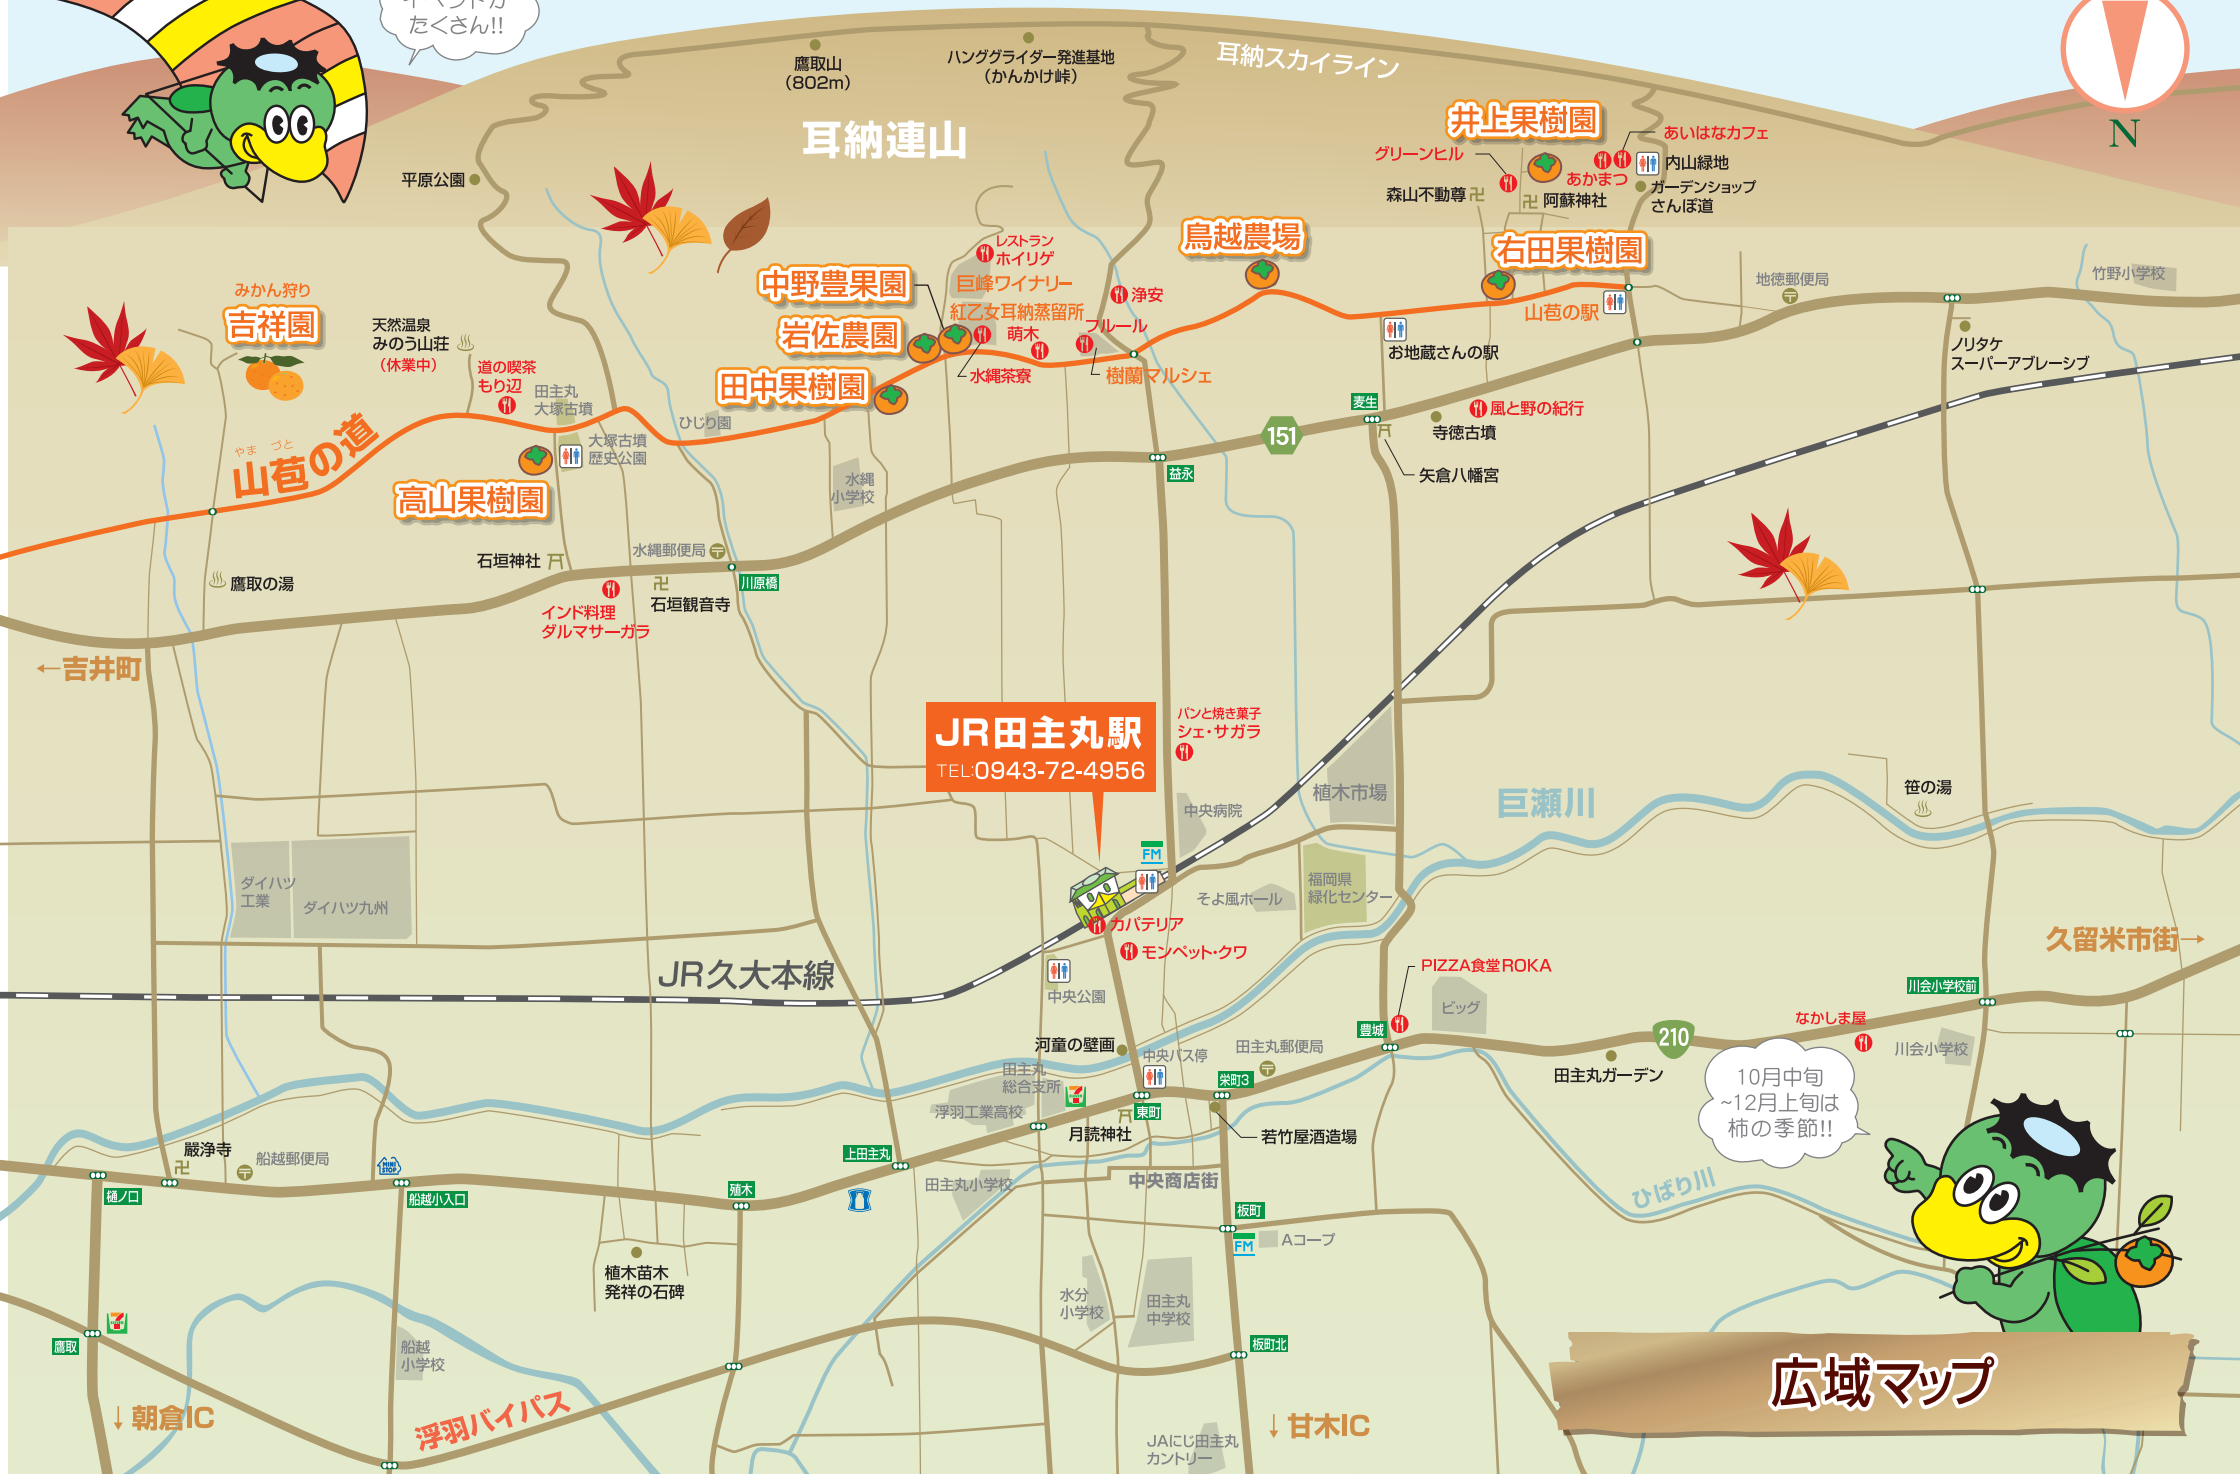 イベントが
たくさん!!
鷹取山
(802m)
ハンググライダー発進基地
(かんかけ峠)
耳納スカイライン
N
耳納連山
平原公園
井上果樹園
あいはなカフェ
グリーンヒル
内山緑地
あかまつ
森山不動尊
阿蘇神社
ガーデンショップ
さんぽ道
鳥越農場
右田果樹園
レストラン
ホイリゲ
中野豊果園
巨峰ワイナリー
浄安
地徳郵便局
竹野小学校
みかん狩り
吉祥園
紅乙女耳納蒸留所
山苞の駅
岩佐農園
萌木
フルール
天然温泉
みのう山荘
(休業中)
お地蔵さんの駅
ノリタケ
スーパーアブレーシブ
道の喫茶
もり辺
田中果樹園
水縄茶寮
樹蘭マルシェ
田主丸
大塚古墳
麦生
風と野の紀行
ひじり園
寺徳古墳
151
やま づと
山苞の道
大塚古墳
歴史公園
益永
矢倉八幡宮
水縄
小学校
高山果樹園
石垣神社
水縄郵便局
川原橋
鷹取の湯
石垣観音寺
インド料理
ダルマサーガラ
←吉井町
JR田主丸駅
TEL:0943-72-4956
パンと焼き菓子
シェ・サガラ
植木市場
巨瀬川
笹の湯
中央病院
FM
ダイハツ
工業
ダイハツ九州
そよ風ホール
福岡県
緑化センター
カパテリア
モンペット・クワ
久留米市街→
JR久大本線
PIZZA食堂ROKA
中央公園
ビッグ
川会小学校前
なかしま屋
豊城
210
川会小学校
河童の壁画
中央バス停
田主丸郵便局
田主丸ガーデン
田主丸
総合支所
栄町3
浮羽工業高校
東町
月読神社
若竹屋酒造場
10月中旬
~12月上旬は
柿の季節!!
嚴浄寺
船越郵便局
MINI
STOP
上田主丸
樋ノ口
船越小入口
殖木
田主丸小学校
中央商店街
ひばり川
板町
FM
Aコープ
植木苗木
発祥の石碑
水分
小学校
田主丸
中学校
鷹取
船越
小学校
板町北
広域マップ
↓朝倉IC
浮羽バイパス
↓甘木IC
JAにじ田主丸
カントリー